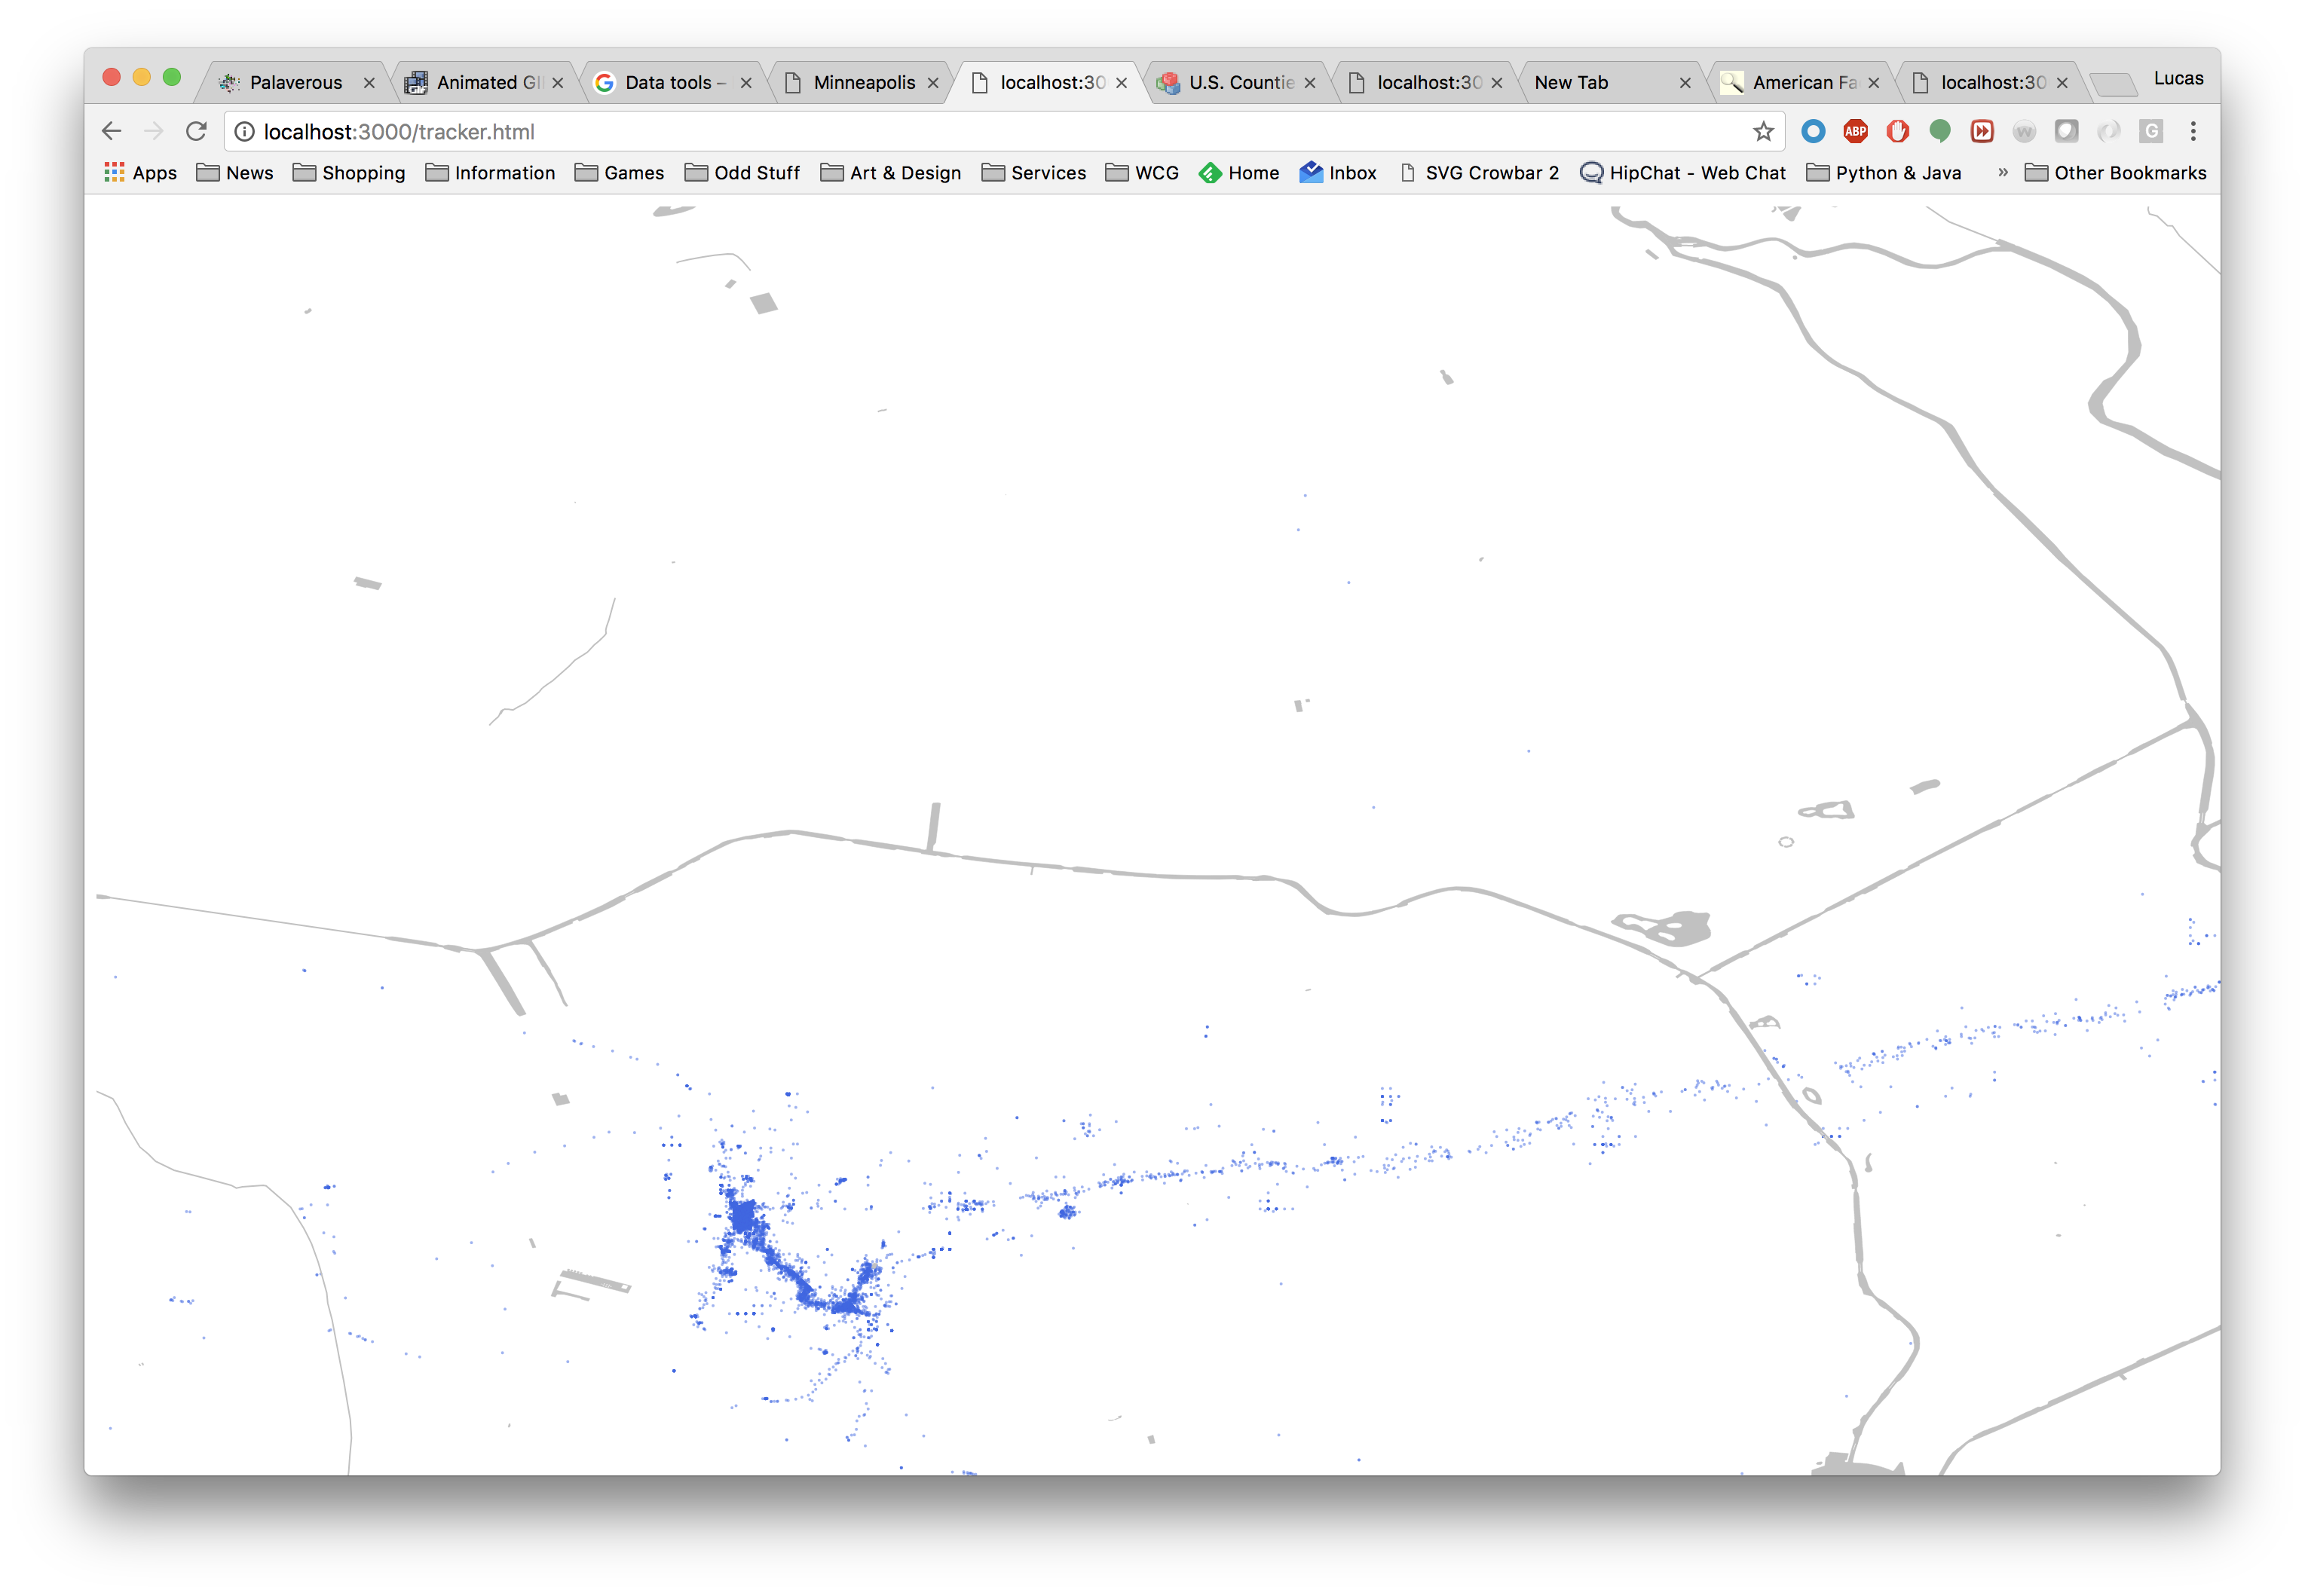 Palaverous Animated GI Data tools – Minneapolis localhost:30 U.S. Countie localhost:30 New Tab American Fa localhost:30 Lucas
localhost:3000/tracker.html ABP W G
Apps News Shopping Information Games Odd Stuff Art & Design Services WCG Home Inbox SVG Crowbar 2 HipChat - Web Chat Python & Java » Other Bookmarks